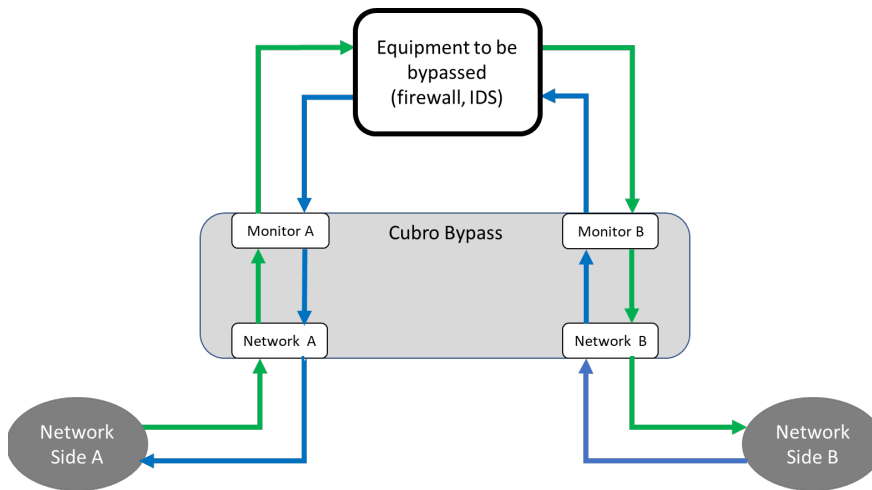 Equipment to be
bypassed
(firewall, IDS)
Monitor A
Cubro Bypass
Monitor B
Network A
Network B
Network
Side A
Network
Side B